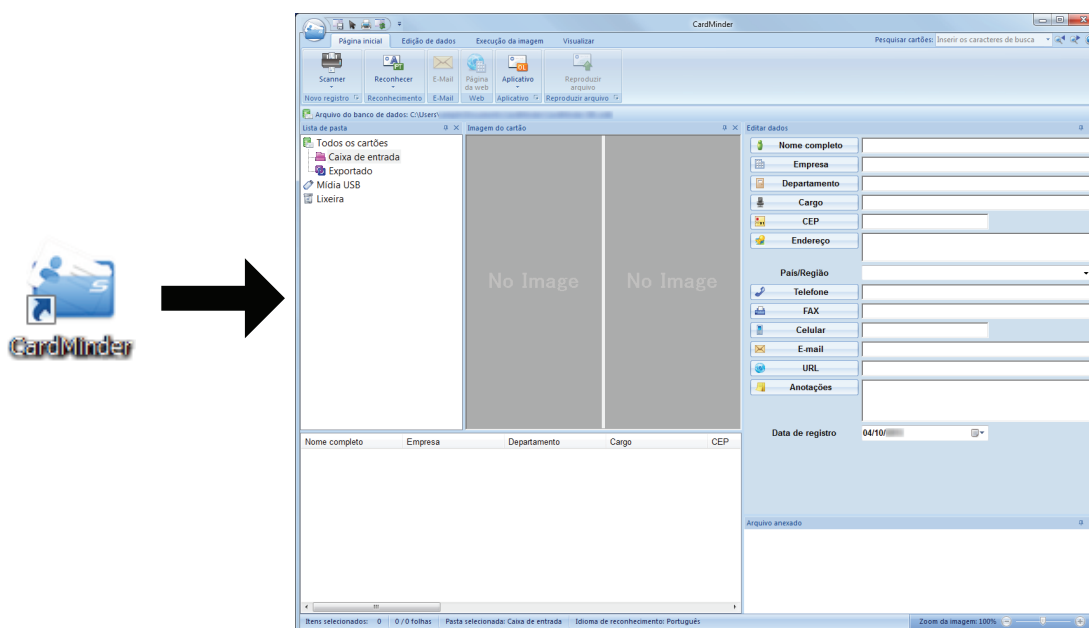 CardMinder
CardMinder
Página inicial
Edição de dados
Execução da imagem
Visualizar
Pesquisar cartões:
Inserir os caracteres de busca
Scanner
Reconhecer
E-Mail
Página da web
Aplicativo
Reproduzir arquivo
Novo registro
Reconhecimento
E-Mail
Web
Aplicativo
Reproduzir arquivo
Arquivo do banco de dados: C:\Users\
Lista de pasta
Todos os cartões
Caixa de entrada
Exportado
Mídia USB
Lixeira
Imagem do cartão
No Image
No Image
Editar dados
Nome completo
Empresa
Departamento
Cargo
CEP
Endereço
País/Região
Telefone
FAX
Celular
E-mail
URL
Anotações
Data de registro 04/10/
Nome completo Empresa Departamento Cargo CEP
Arquivo anexado
Itens selecionados: 0 0 / 0 folhas Pasta selecionada: Caixa de entrada Idioma de reconhecimento: Português
Zoom da imagem: 100%